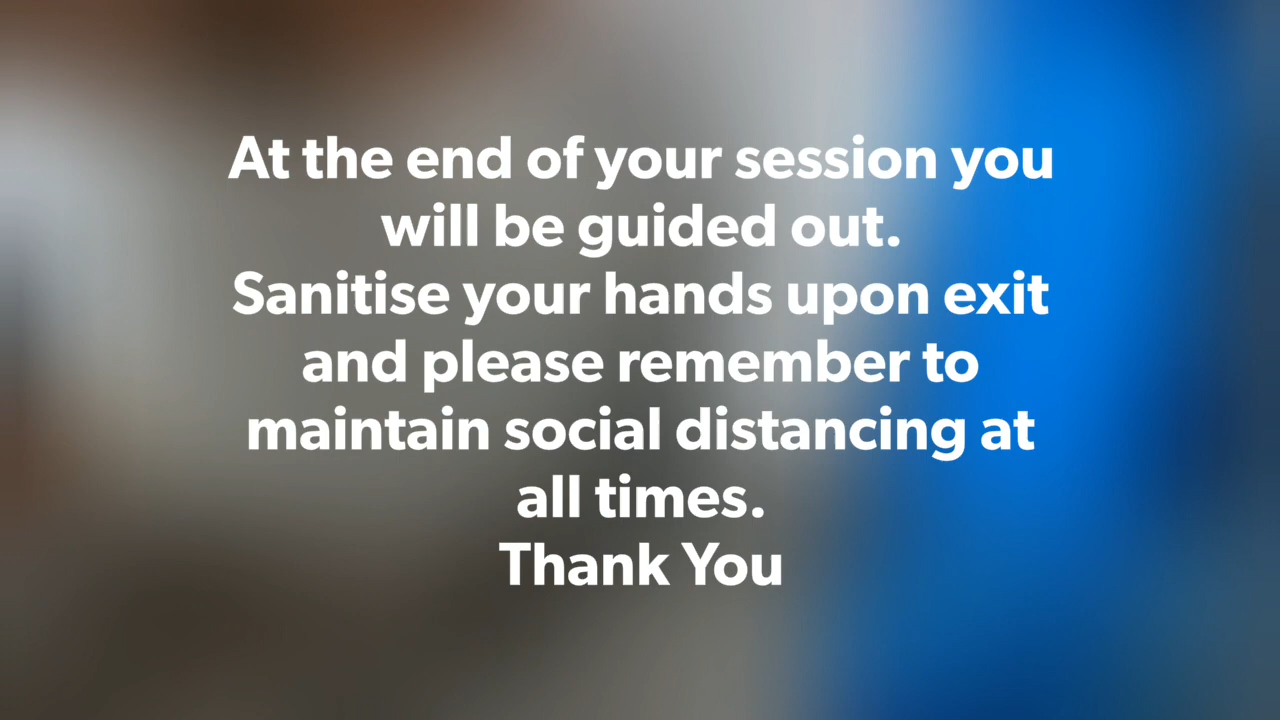 At the end of your session you
will be guided out.
Sanitise your hands upon exit
and please remember to
maintain social distancing at
all times.
Thank You